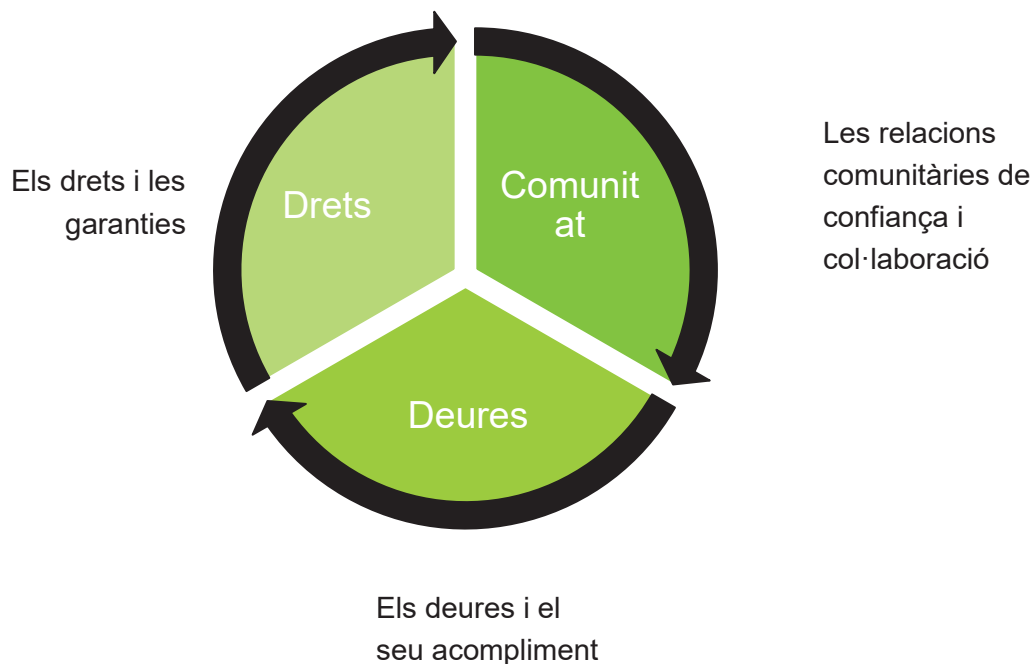 Els drets i les
garanties
Drets
Comunit
at
Les relacions
comunitàries de
confiança i
col·laboració
Deures
Els deures i el
seu acompliment